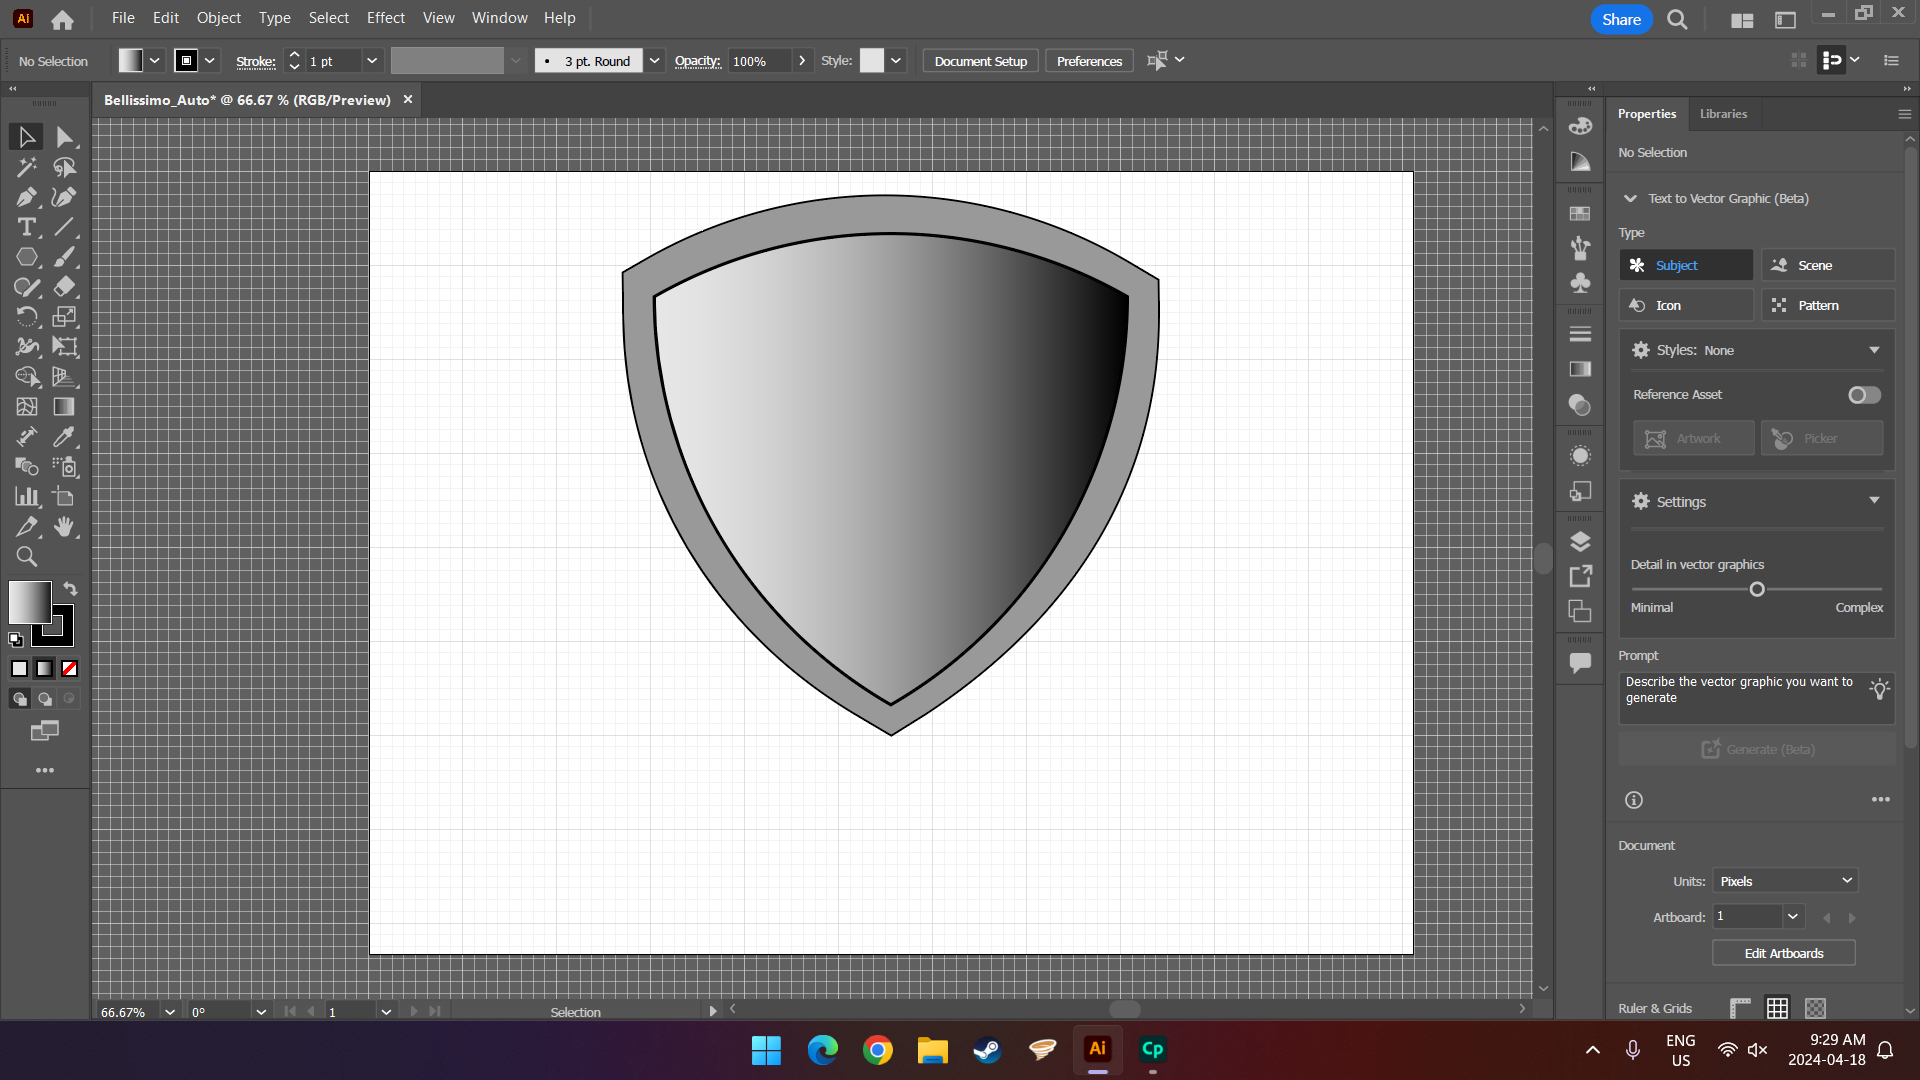 Ai File Edit Object Type Select Effect View Window Help Share
No Selection Stroke: 1 pt 3 pt. Round Opacity: 100% Style: Document Setup Preferences
Bellissimo_Auto* @ 66.67 % (RGB/Preview)
Properties Libraries
No Selection
Text to Vector Graphic (Beta)
Type
Subject Scene
Icon Pattern
Styles: None
Reference Asset
Artwork Picker
Settings
Detail in vector graphics
Minimal Complex
Prompt
Describe the vector graphic you want to
generate
Generate (Beta)
Document
Units: Pixels
Artboard: 1
Edit Artboards
Ruler & Grids
66.67% 0° 1 Selection
Ai Cp
ENG
US
9:29 AM
2024-04-18